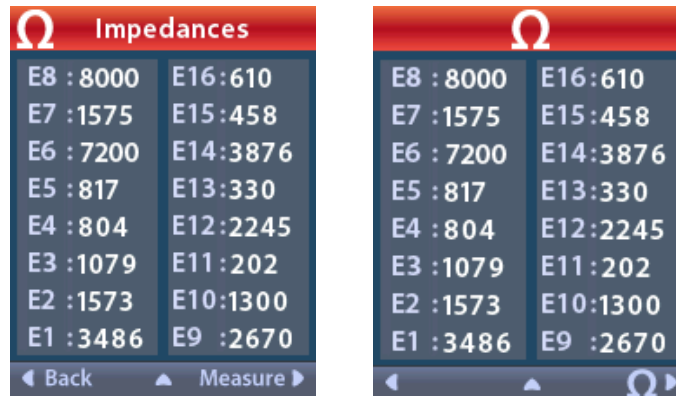 Ω Impedances
E8 : 8000 E16:610
E7 :1575 E15:458
E6 : 7200 E14:3876
E5 : 817 E13:330
E4 : 804 E12:2245
E3 :1079 E11:202
E2 :1573 E10:1300
E1 :3486 E9 :2670
Back Measure
Ω
E8 : 8000 E16:610
E7 :1575 E15:458
E6 : 7200 E14:3876
E5 : 817 E13:330
E4 : 804 E12:2245
E3 :1079 E11:202
E2 :1573 E10:1300
E1 :3486 E9 :2670
Ω